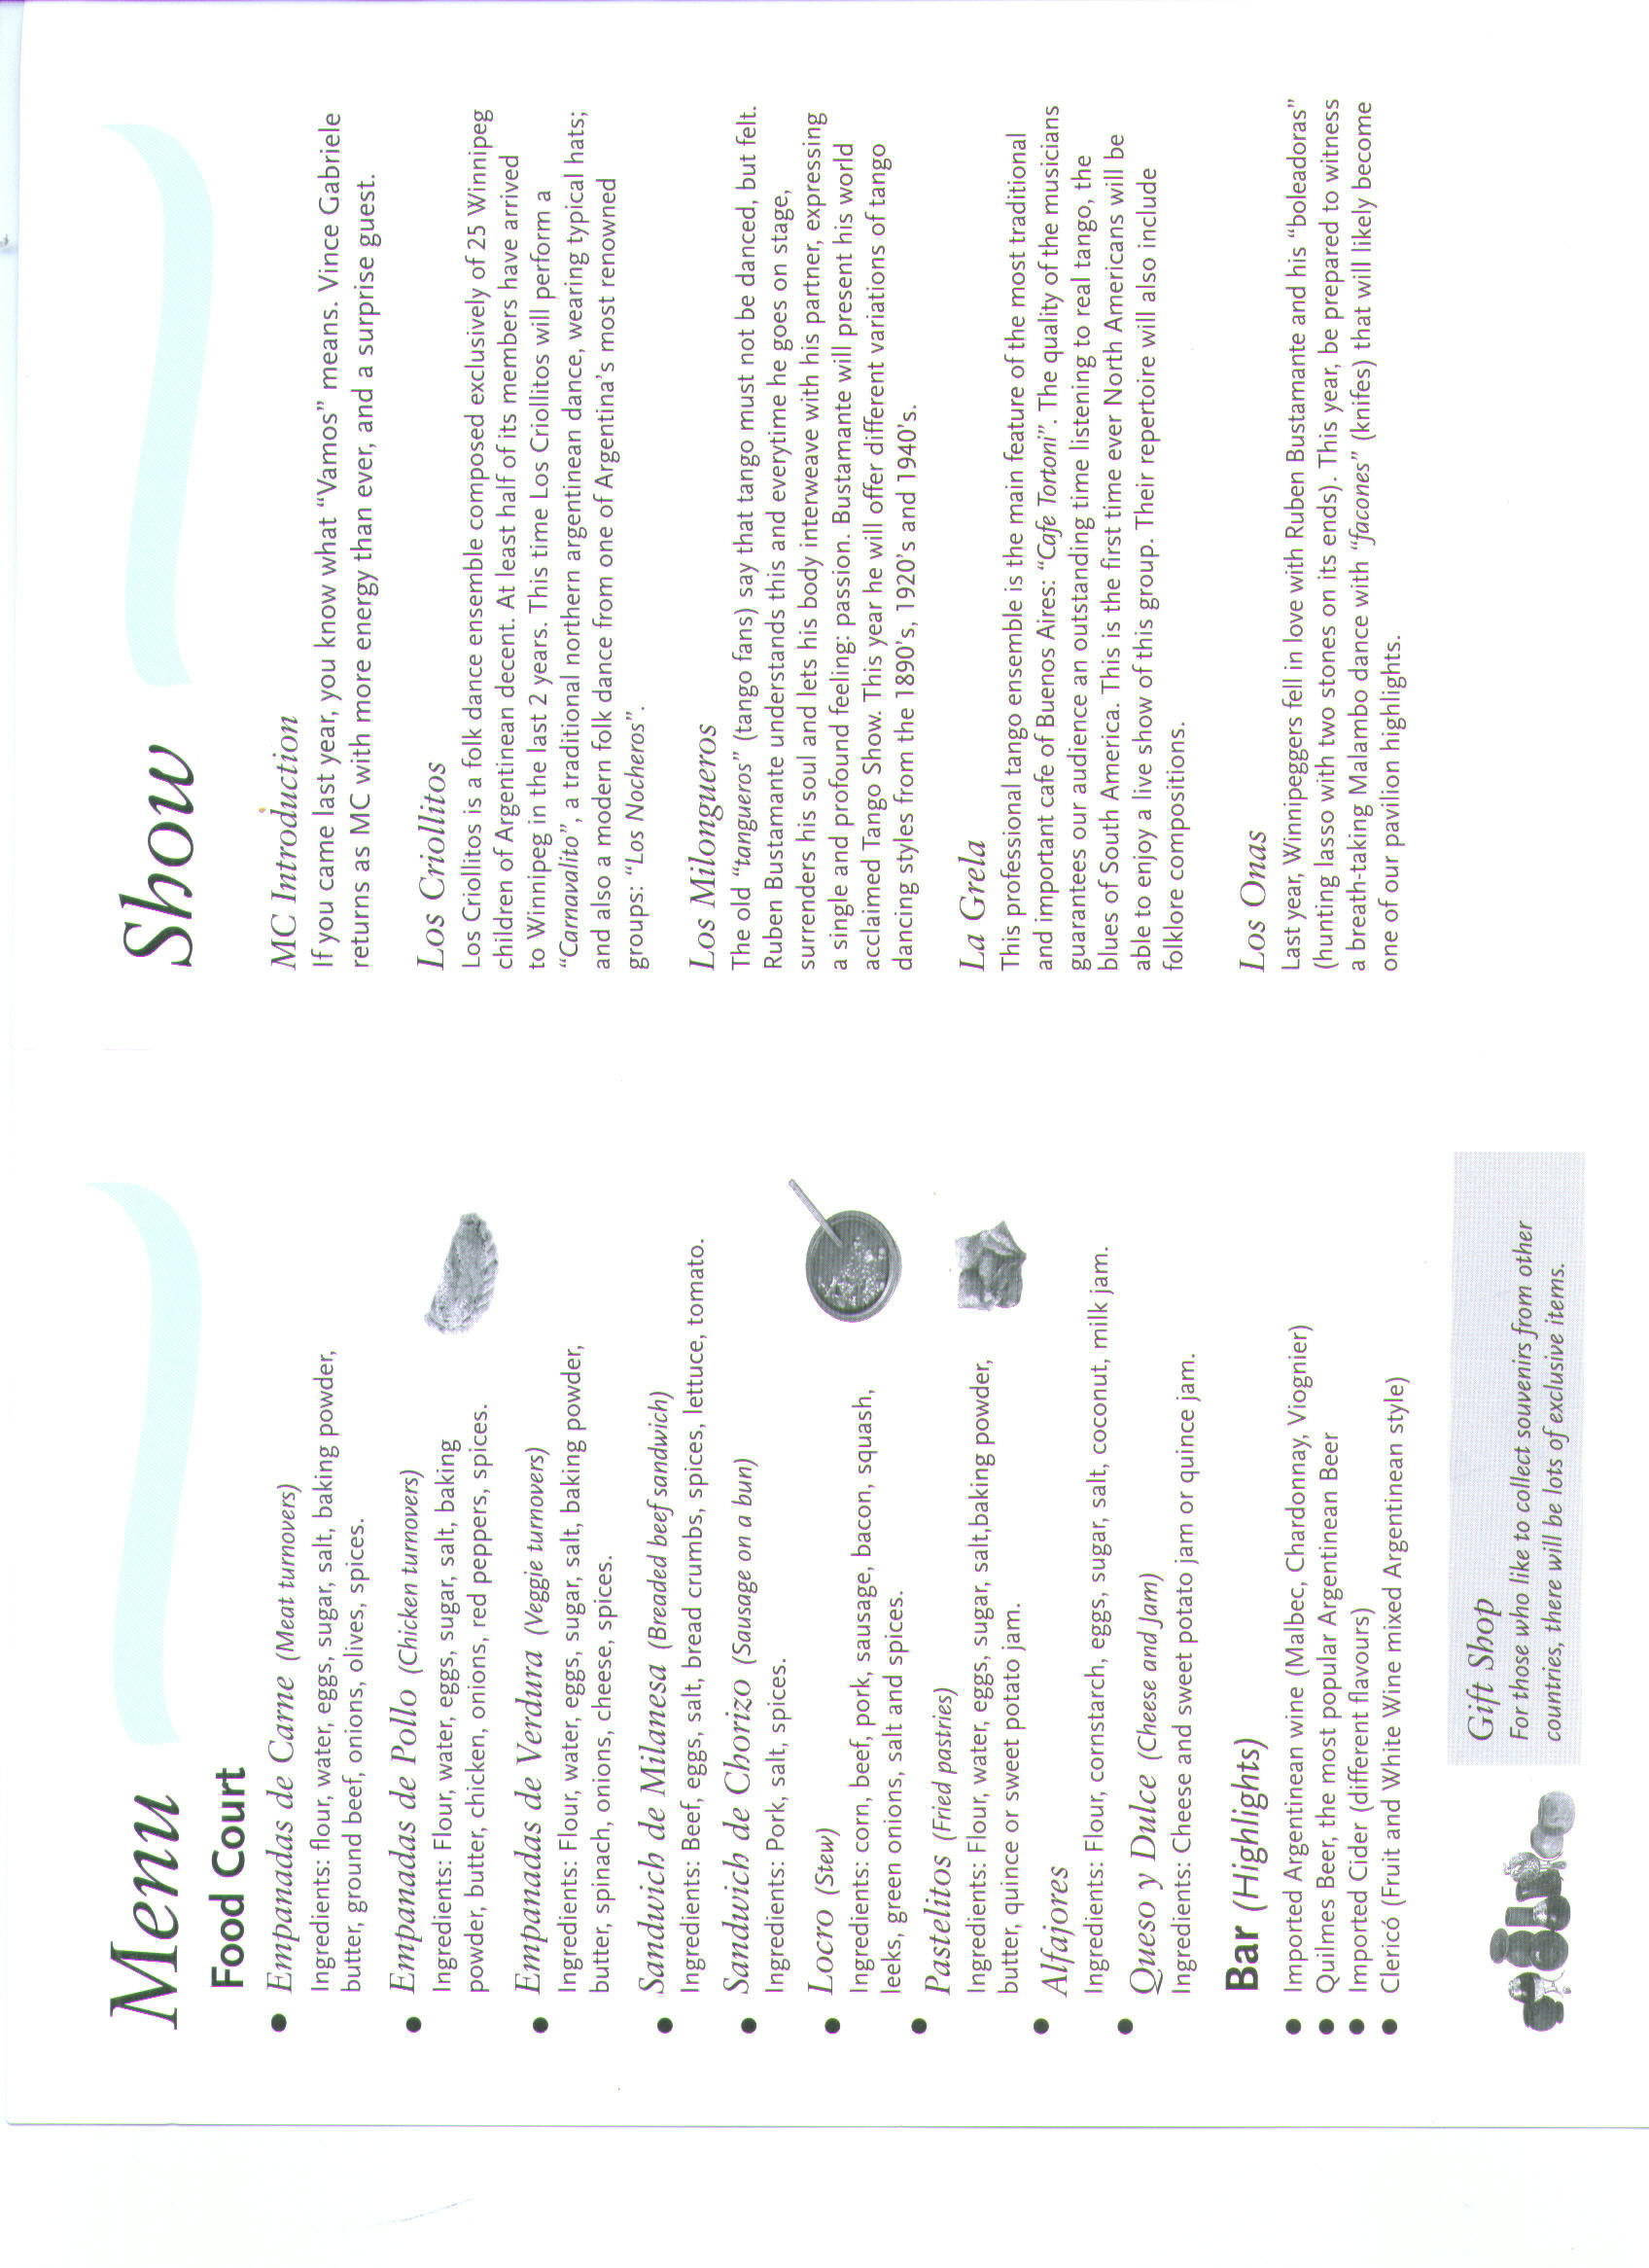 Menu
Food Court
● Empanadas de Carne (Meat turnovers)
Ingredients: flour, water, eggs, sugar, salt, baking powder,
butter, ground beef, onions, olives, spices.
● Empanadas de Pollo (Chicken turnovers)
Ingredients: Flour, water, eggs, sugar, salt, baking
powder, butter, chicken, onions, red peppers, spices.
● Empanadas de Verdura (Veggie turnovers)
Ingredients: Flour, water, eggs, sugar, salt, baking powder,
butter, spinach, onions, cheese, spices.
● Sandwich de Milanesa (Breaded beef sandwich)
Ingredients: Beef, eggs, salt, bread crumbs, spices, lettuce, tomato.
● Sandwich de Chorizo (Sausage on a bun)
Ingredients: Pork, salt, spices.
● Locro (Stew)
Ingredients: corn, beef, pork, sausage, bacon, squash,
leeks, green onions, salt and spices.
● Pastelitos (Fried pastries)
Ingredients: Flour, water, eggs, sugar, salt,baking powder,
butter, quince or sweet potato jam.
● Alfajores
Ingredients: Flour, cornstarch, eggs, sugar, salt, coconut, milk jam.
● Queso y Dulce (Cheese and Jam)
Ingredients: Cheese and sweet potato jam or quince jam.
Bar (Highlights)
● Imported Argentinean wine (Malbec, Chardonnay, Viognier)
● Quilmes Beer, the most popular Argentinean Beer
● Imported Cider (different flavours)
● Clericó (Fruit and White Wine mixed Argentinean style)
Gift Shop
For those who like to collect souvenirs from other
countries, there will be lots of exclusive items.
Show
MC Introduction
If you came last year, you know what “Vamos” means. Vince Gabriele
returns as MC with more energy than ever, and a surprise guest.
Los Criollitos
Los Criollitos is a folk dance ensemble composed exclusively of 25 Winnipeg
children of Argentinean decent. At least half of its members have arrived
to Winnipeg in the last 2 years. This time Los Criollitos will perform a
“Carnavalito”, a traditional northern argentinean dance, wearing typical hats;
and also a modern folk dance from one of Argentina’s most renowned
groups: “Los Nocheros”.
Los Milongueros
The old “tangueros” (tango fans) say that tango must not be danced, but felt.
Ruben Bustamante understands this and everytime he goes on stage,
surrenders his soul and lets his body interweave with his partner, expressing
a single and profound feeling: passion. Bustamante will present his world
acclaimed Tango Show. This year he will offer different variations of tango
dancing styles from the 1890’s, 1920’s and 1940’s.
La Grela
This professional tango ensemble is the main feature of the most traditional
and important cafe of Buenos Aires: “Cafe Tortoni”. The quality of the musicians
guarantees our audience an outstanding time listening to real tango, the
blues of South America. This is the first time ever North Americans will be
able to enjoy a live show of this group. Their repertoire will also include
folklore compositions.
Los Onas
Last year, Winnipeggers fell in love with Ruben Bustamante and his “boleadoras”
(hunting lasso with two stones on its ends). This year, be prepared to witness
a breath-taking Malambo dance with “facones” (knifes) that will likely become
one of our pavilion highlights.